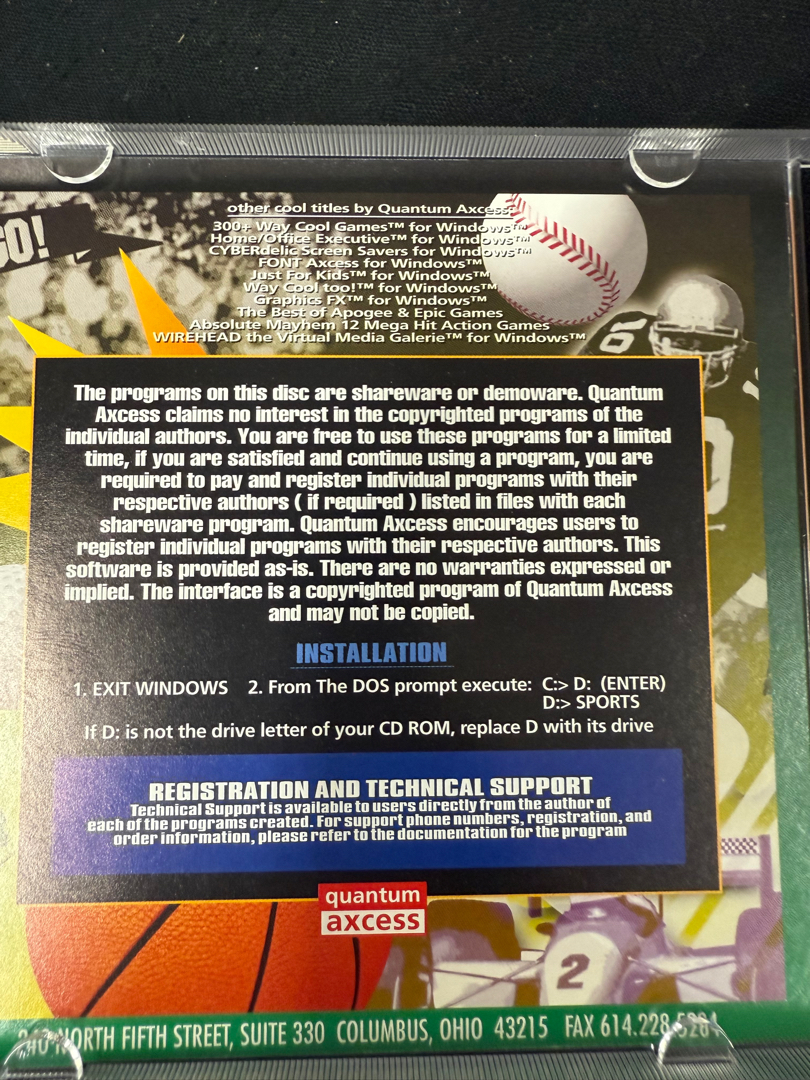 GO!
other cool titles by Quantum Axcess:
300+ Way Cool Games™ for Windows™
Home/Office Executive™ for Windows™
CYBERdelic Screen Savers for Windows™
FONT Axcess for Windows™
Just For Kids™ for Windows™
Way Cool too!™ for Windows™
Graphics FX™ for Windows™
The Best of Apogee & Epic Games
Absolute Mayhem 12 Mega Hit Action Games
WIREHEAD the Virtual Media Galerie™ for Windows™
The programs on this disc are shareware or demoware. Quantum
Axcess claims no interest in the copyrighted programs of the
individual authors. You are free to use these programs for a limited
time, if you are satisfied and continue using a program, you are
required to pay and register individual programs with their
respective authors ( if required ) listed in files with each
shareware program. Quantum Axcess encourages users to
register individual programs with their respective authors. This
software is provided as-is. There are no warranties expressed or
implied. The interface is a copyrighted program of Quantum Axcess
and may not be copied.
INSTALLATION
1. EXIT WINDOWS 2. From The DOS prompt execute: C:> D: (ENTER)
D:> SPORTS
If D: is not the drive letter of your CD ROM, replace D with its drive
REGISTRATION AND TECHNICAL SUPPORT
Technical Support is available to users directly from the author of
each of the programs created. For support phone numbers, registration, and
order information, please refer to the documentation for the program
quantum
axcess
2
NORTH FIFTH STREET, SUITE 330 COLUMBUS, OHIO 43215 FAX 614.228.5284